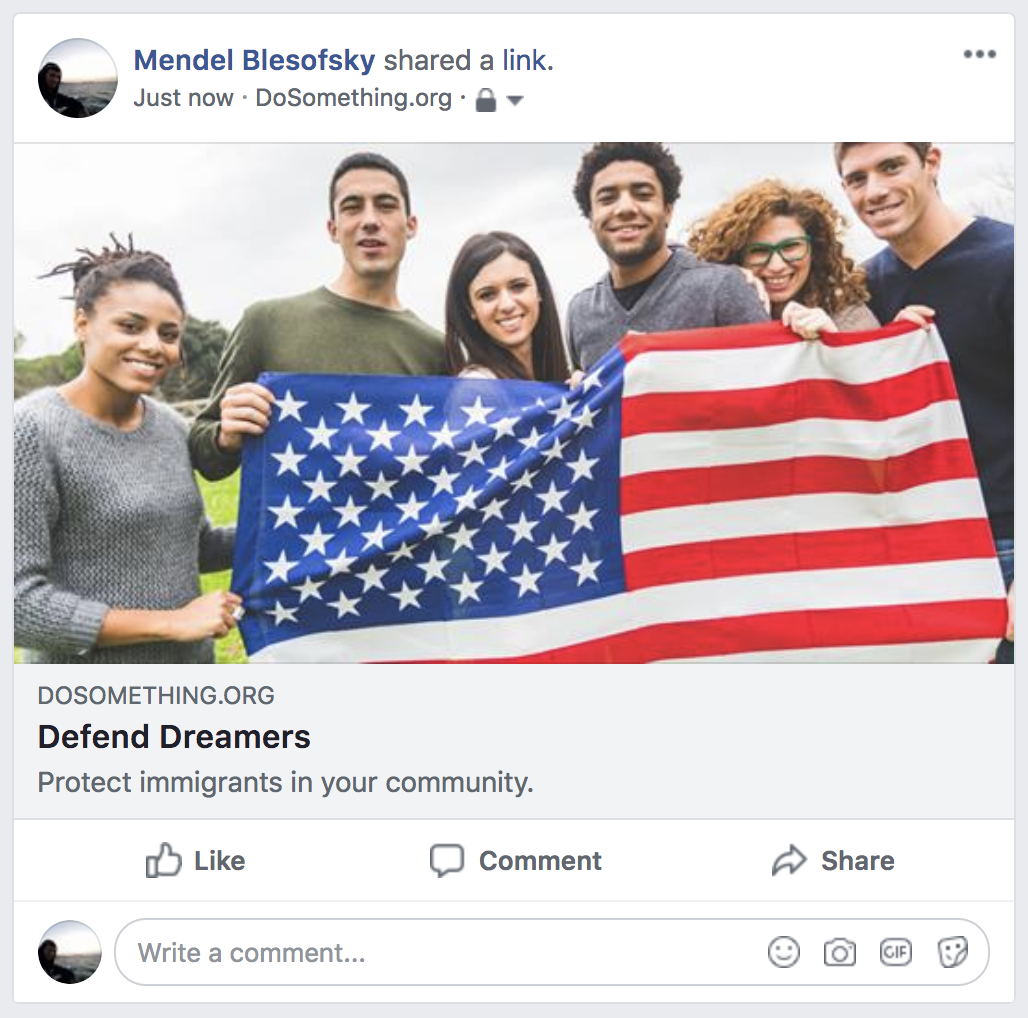 Mendel Blesofsky shared a link.
Just now · DoSomething.org ·
DOSOMETHING.ORG
Defend Dreamers
Protect immigrants in your community.
Like Comment Share
Write a comment...
GIF